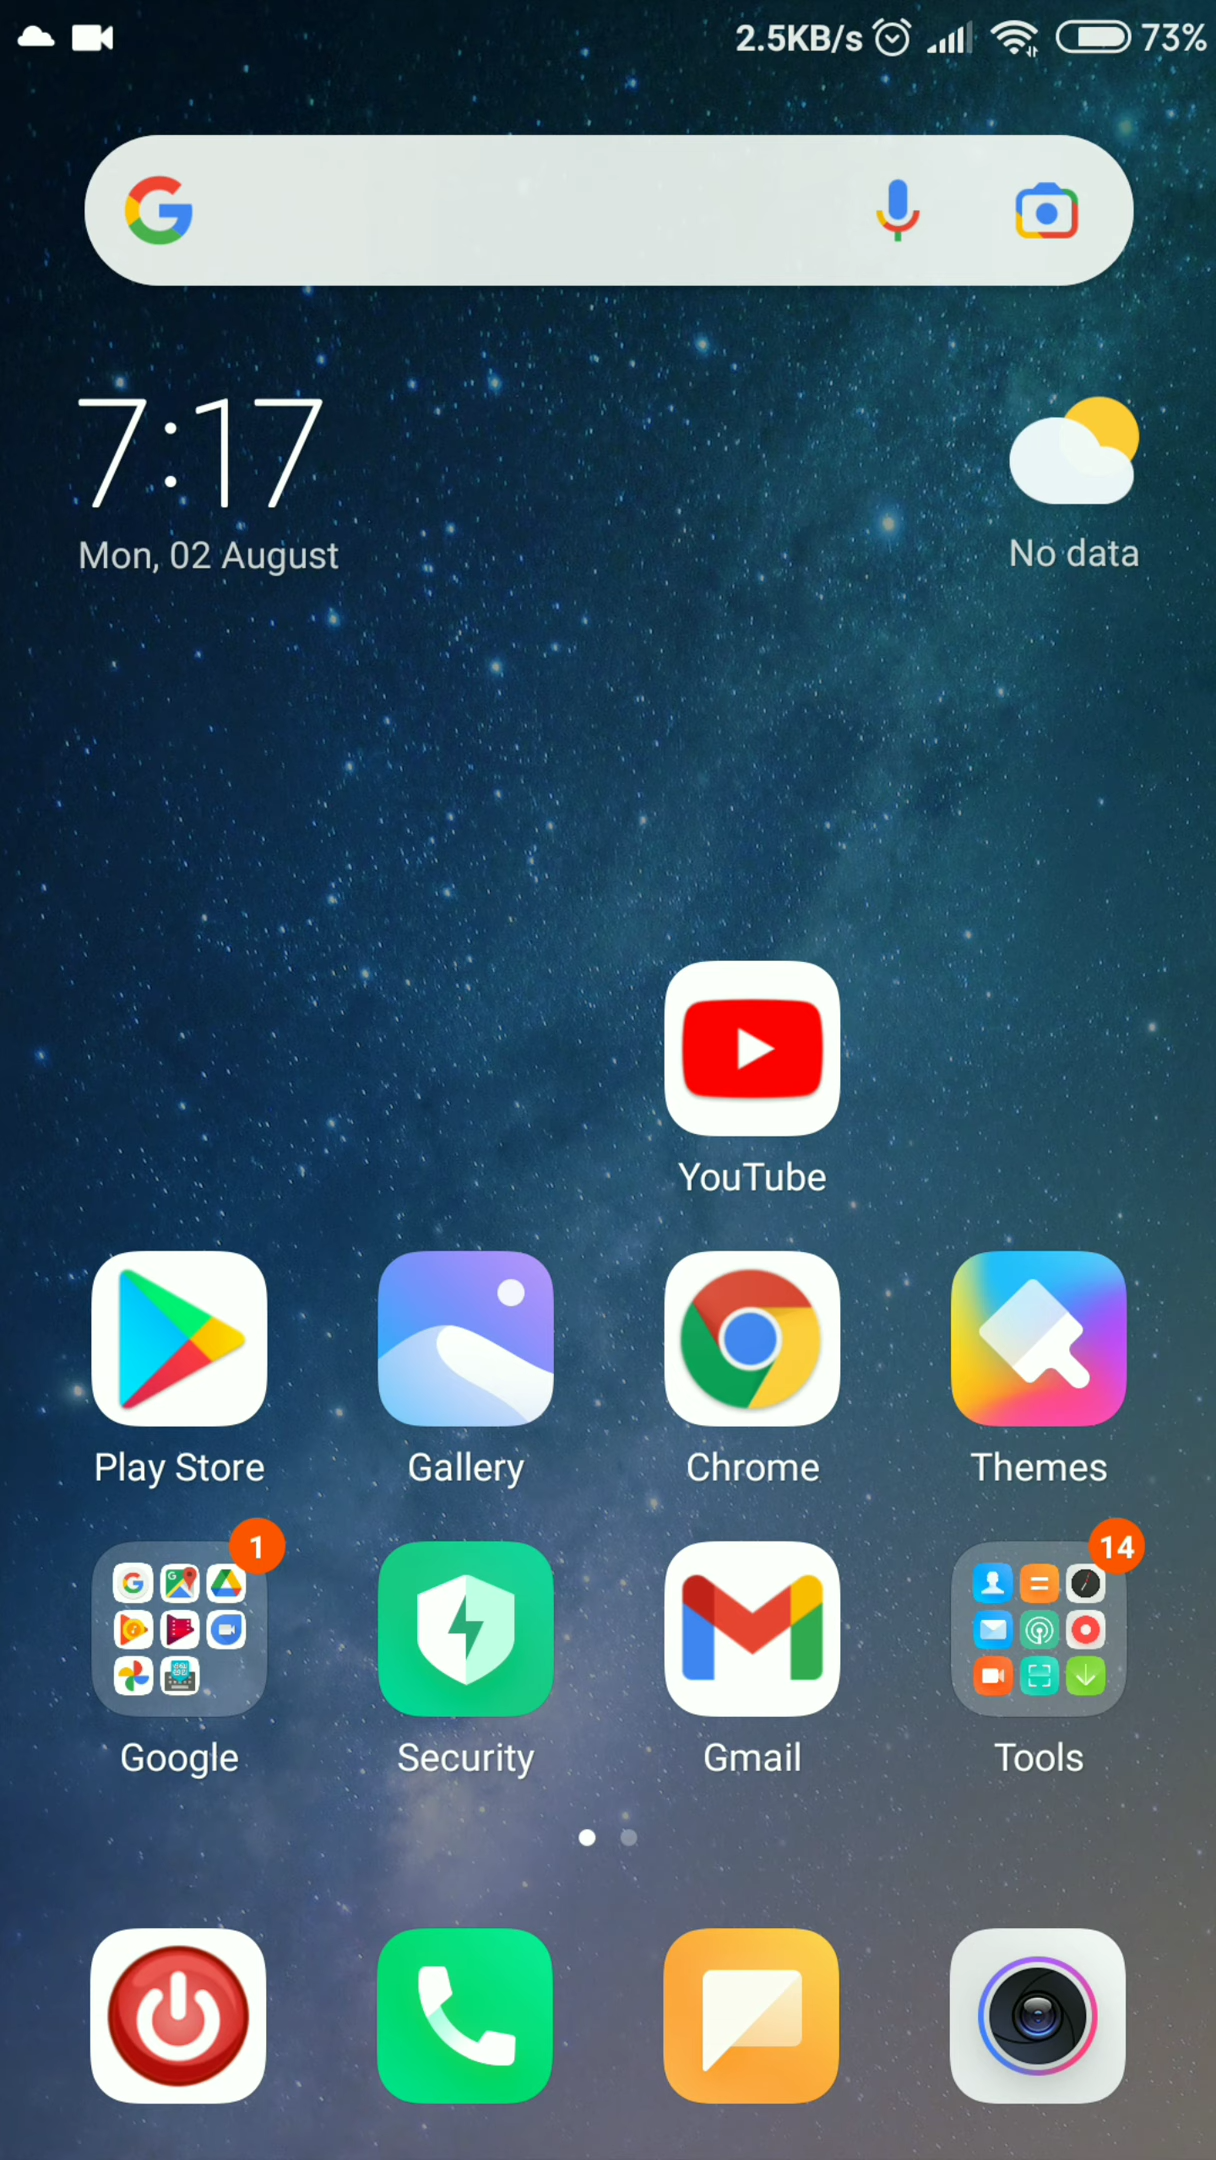 2.5KB/s 73%
7:17
Mon, 02 August
No data
YouTube
Play Store Gallery Chrome Themes
1 14
Google Security Gmail Tools